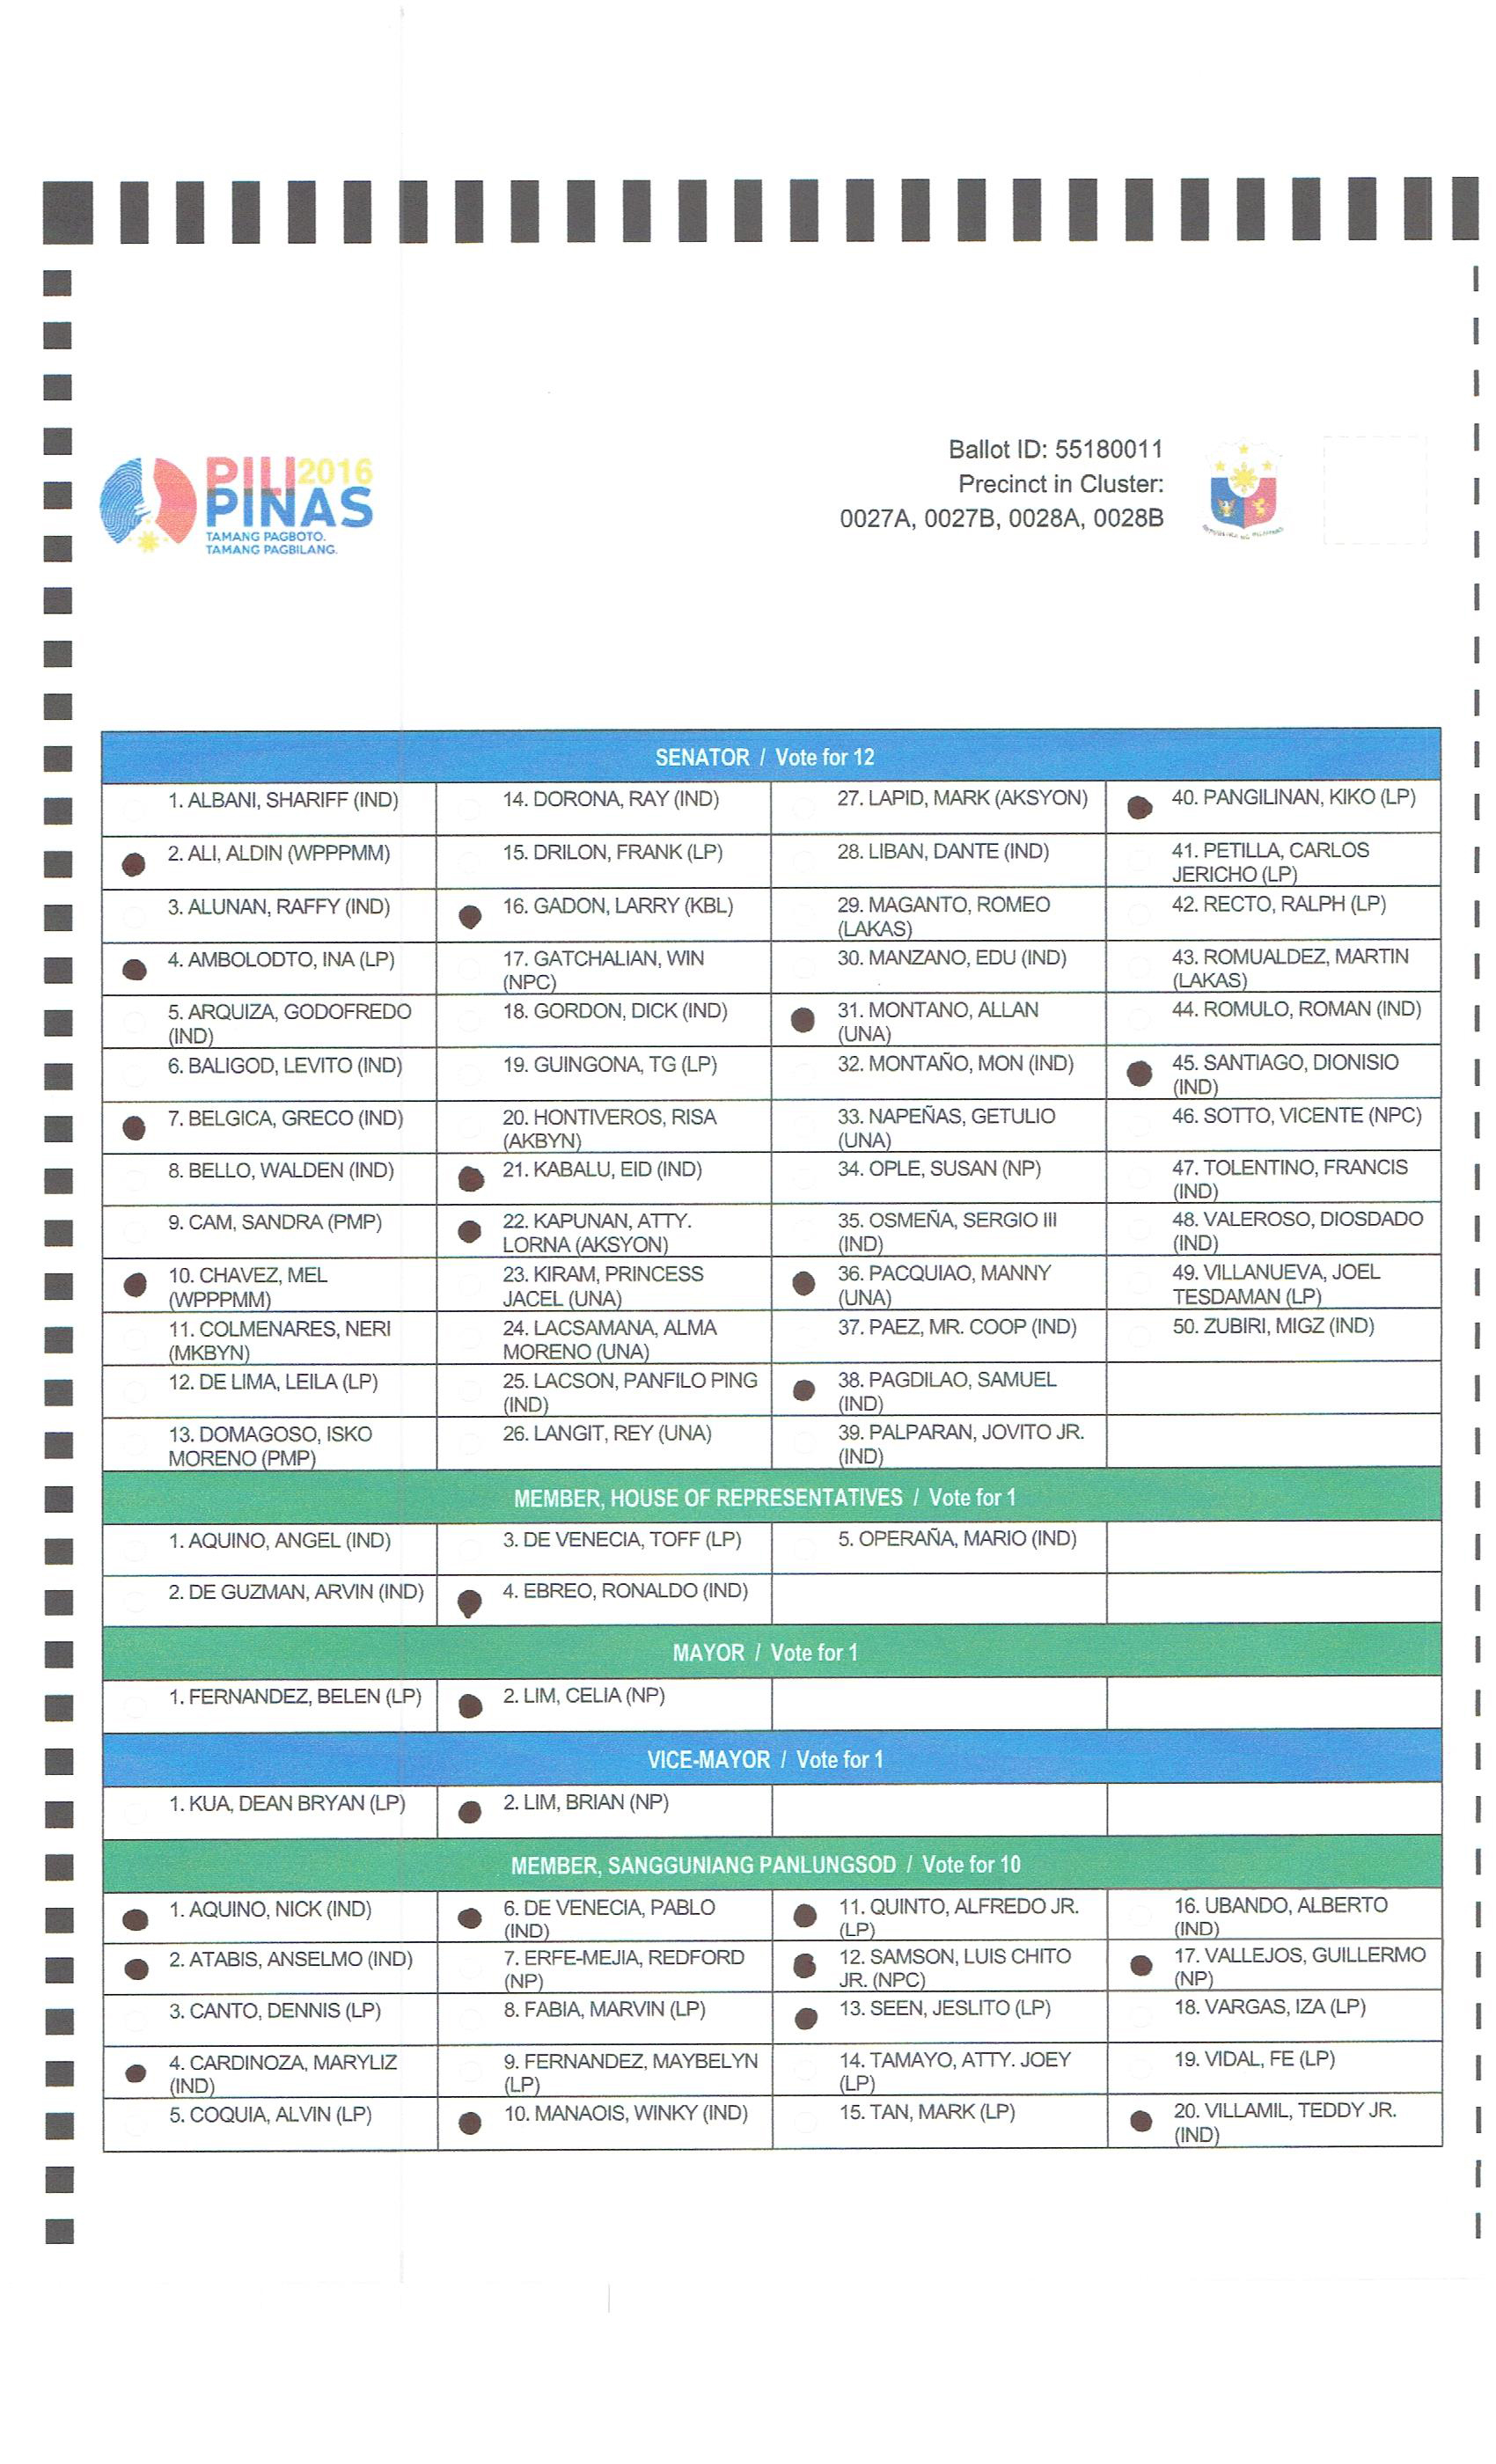 PILI 2016
PINAS
TAMANG PAGBOTO.
TAMANG PAGBILANG.
Ballot ID: 55180011
Precinct in Cluster:
0027A, 0027B, 0028A, 0028B
REPUBLIKA NG PILIPINAS
SENATOR / Vote for 12
1. ALBANI, SHARIFF (IND)
2. ALI, ALDIN (WPPPMM)
3. ALUNAN, RAFFY (IND)
4. AMBOLODTO, INA (LP)
5. ARQUIZA, GODOFREDO
(IND)
6. BALIGOD, LEVITO (IND)
7. BELGICA, GRECO (IND)
8. BELLO, WALDEN (IND)
9. CAM, SANDRA (PMP)
10. CHAVEZ, MEL
(WPPPMM)
11. COLMENARES, NERI
(MKBYN)
12. DE LIMA, LEILA (LP)
13. DOMAGOSO, ISKO
MORENO (PMP)
14. DORONA, RAY (IND)
15. DRILON, FRANK (LP)
16. GADON, LARRY (KBL)
17. GATCHALIAN, WIN
(NPC)
18. GORDON, DICK (IND)
19. GUINGONA, TG (LP)
20. HONTIVEROS, RISA
(AKBYN)
21. KABALU, EID (IND)
22. KAPUNAN, ATTY.
LORNA (AKSYON)
23. KIRAM, PRINCESS
JACEL (UNA)
24. LACSAMANA, ALMA
MORENO (UNA)
25. LACSON, PANFILO PING
(IND)
26. LANGIT, REY (UNA)
27. LAPID, MARK (AKSYON)
28. LIBAN, DANTE (IND)
29. MAGANTO, ROMEO
(LAKAS)
30. MANZANO, EDU (IND)
31. MONTANO, ALLAN
(UNA)
32. MONTAÑO, MON (IND)
33. NAPEÑAS, GETULIO
(UNA)
34. OPLE, SUSAN (NP)
35. OSMEÑA, SERGIO III
(IND)
36. PACQUIAO, MANNY
(UNA)
37. PAEZ, MR. COOP (IND)
38. PAGDILAO, SAMUEL
(IND)
39. PALPARAN, JOVITO JR.
(IND)
40. PANGILINAN, KIKO (LP)
41. PETILLA, CARLOS
JERICHO (LP)
42. RECTO, RALPH (LP)
43. ROMUALDEZ, MARTIN
(LAKAS)
44. ROMULO, ROMAN (IND)
45. SANTIAGO, DIONISIO
(IND)
46. SOTTO, VICENTE (NPC)
47. TOLENTINO, FRANCIS
(IND)
48. VALEROSO, DIOSDADO
(IND)
49. VILLANUEVA, JOEL
TESDAMAN (LP)
50. ZUBIRI, MIGZ (IND)
MEMBER, HOUSE OF REPRESENTATIVES / Vote for 1
1. AQUINO, ANGEL (IND)
2. DE GUZMAN, ARVIN (IND)
3. DE VENECIA, TOFF (LP)
4. EBREO, RONALDO (IND)
5. OPERAÑA, MARIO (IND)
MAYOR / Vote for 1
1. FERNANDEZ, BELEN (LP)
2. LIM, CELIA (NP)
VICE-MAYOR / Vote for 1
1. KUA, DEAN BRYAN (LP)
2. LIM, BRIAN (NP)
MEMBER, SANGGUNIANG PANLUNGSOD / Vote for 10
1. AQUINO, NICK (IND)
2. ATABIS, ANSELMO (IND)
3. CANTO, DENNIS (LP)
4. CARDINOZA, MARYLIZ
(IND)
5. COQUIA, ALVIN (LP)
6. DE VENECIA, PABLO
(IND)
7. ERFE-MEJIA, REDFORD
(NP)
8. FABIA, MARVIN (LP)
9. FERNANDEZ, MAYBELYN
(LP)
10. MANAOIS, WINKY (IND)
11. QUINTO, ALFREDO JR.
(LP)
12. SAMSON, LUIS CHITO
JR. (NPC)
13. SEEN, JESLITO (LP)
14. TAMAYO, ATTY. JOEY
(LP)
15. TAN, MARK (LP)
16. UBANDO, ALBERTO
(IND)
17. VALLEJOS, GUILLERMO
(NP)
18. VARGAS, IZA (LP)
19. VIDAL, FE (LP)
20. VILLAMIL, TEDDY JR.
(IND)